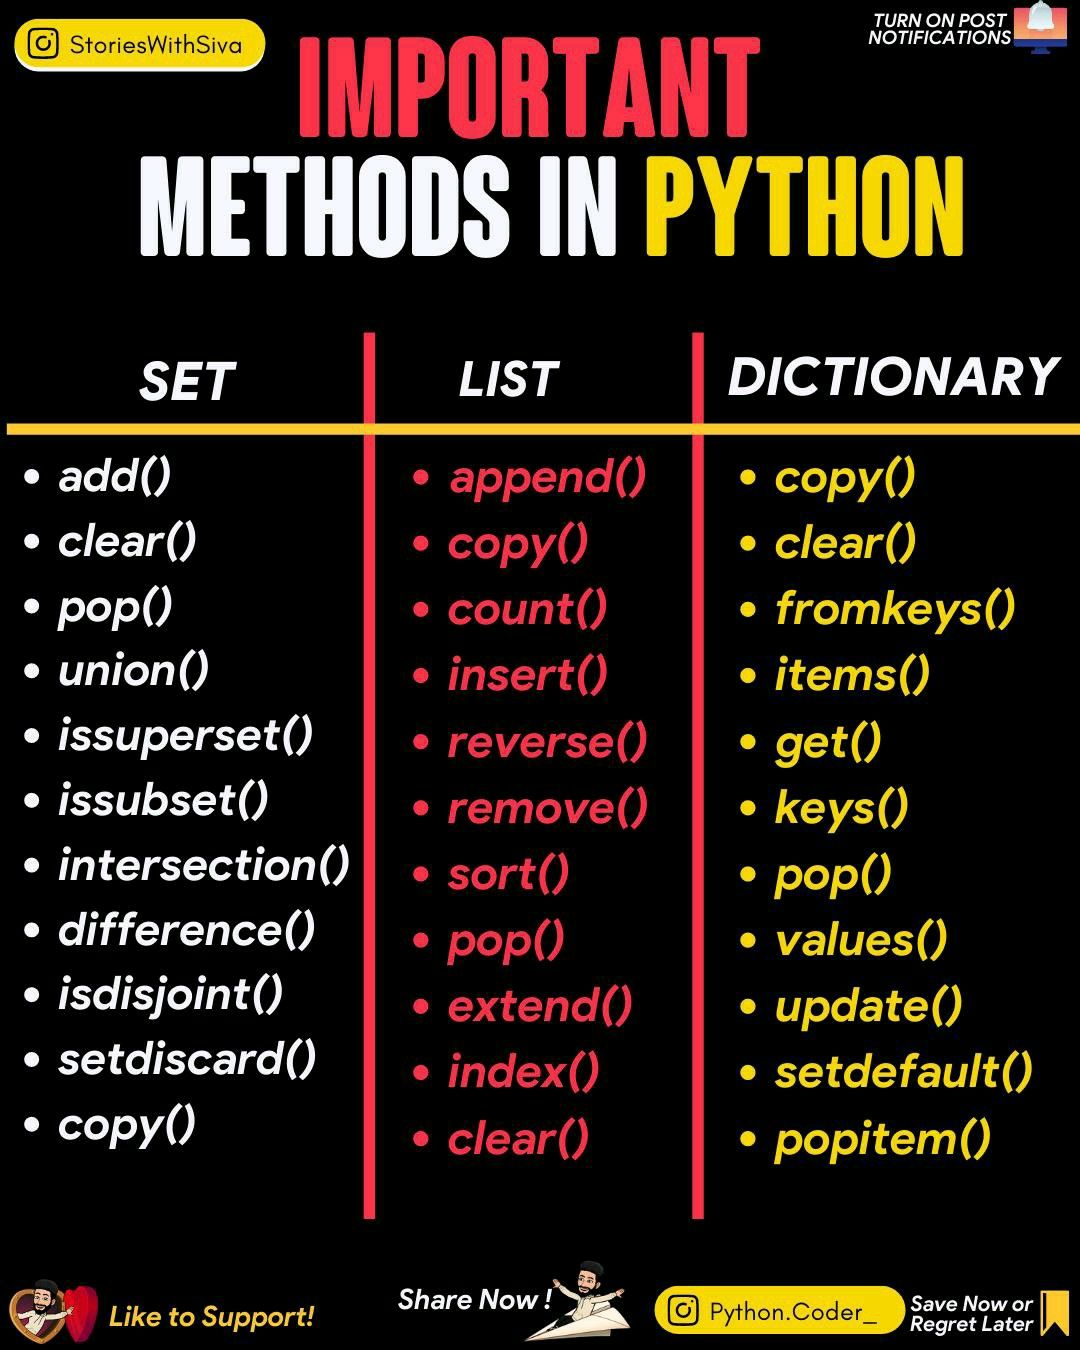 StoriesWithSiva
TURN ON POST
NOTIFICATIONS
IMPORTANT
METHODS IN PYTHON
SET
add()
clear()
pop()
union()
issuperset()
issubset()
intersection()
difference()
isdisjoint()
setdiscard()
copy()
LIST
append()
copy()
count()
insert()
reverse()
remove()
sort()
pop()
extend()
index()
clear()
DICTIONARY
copy()
clear()
fromkeys()
items()
get()
keys()
pop()
values()
update()
setdefault()
popitem()
Like to Support!
Share Now !
Python.Coder_
Save Now or
Regret Later